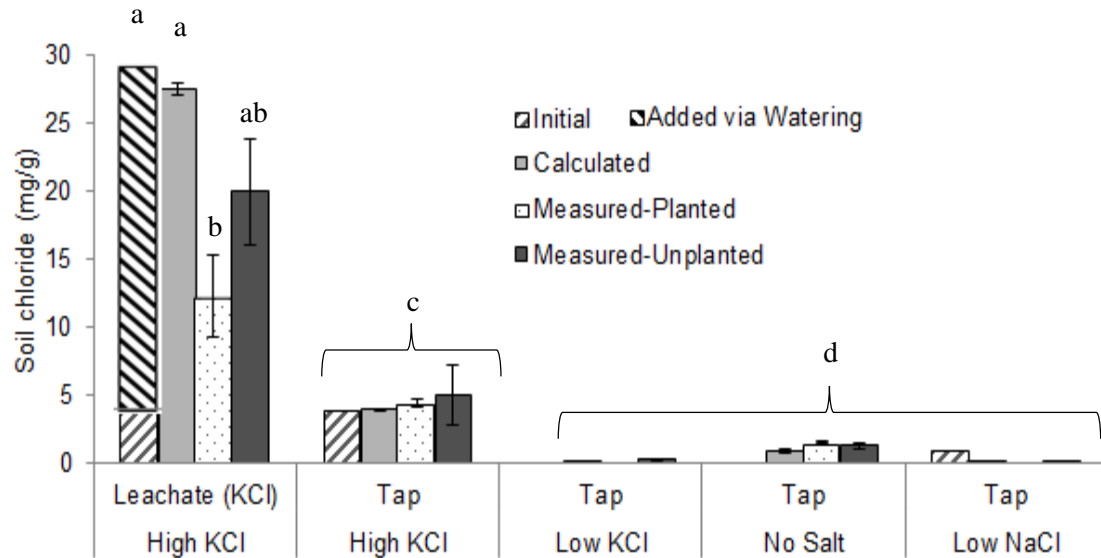 a
a
ab
b
c
d
30
25
20
15
10
5
0
Soil chloride (mg/g)
Initial Added via Watering
Calculated
Measured-Planted
Measured-Unplanted
Leachate (KCl) Tap Tap Tap Tap
High KCl High KCl Low KCl No Salt Low NaCl